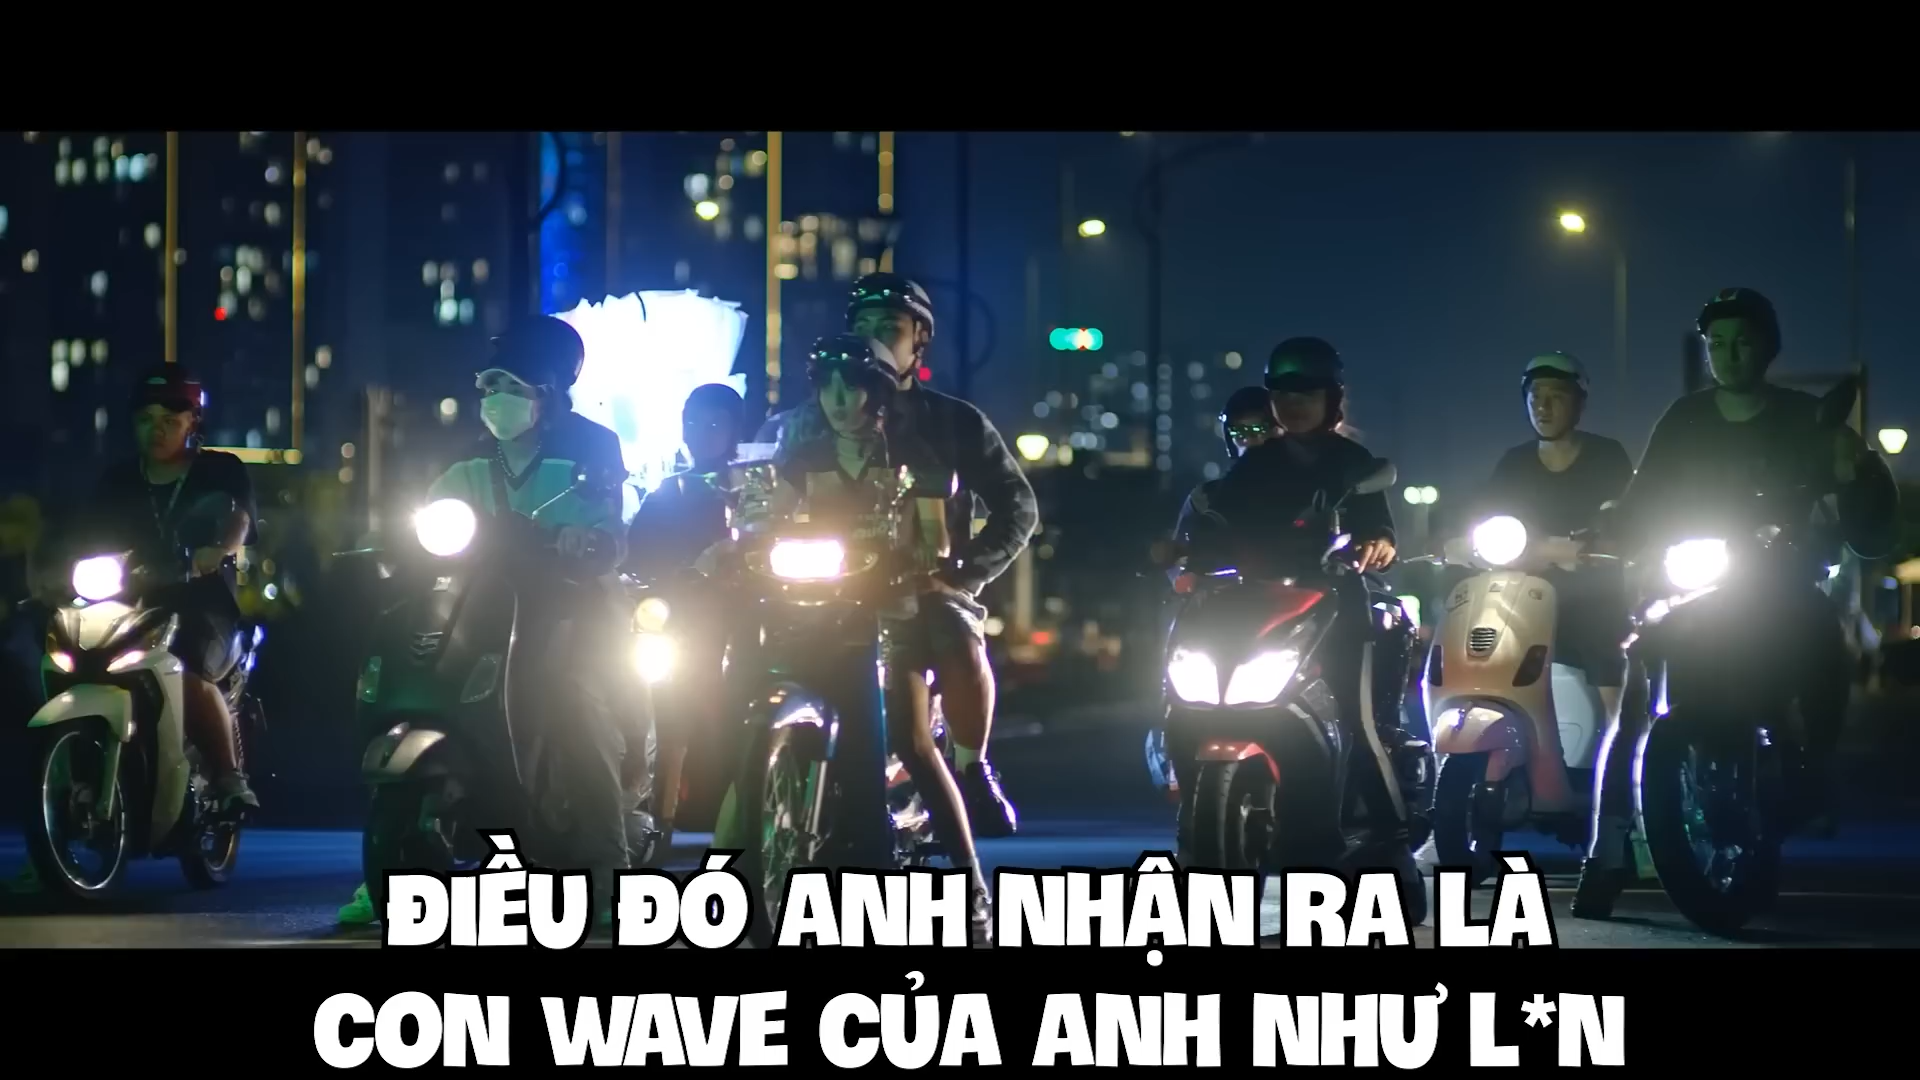 ĐIỀU ĐÓ ANH NHẬN RA LÀ
CON WAVE CỦA ANH NHƯ L*N